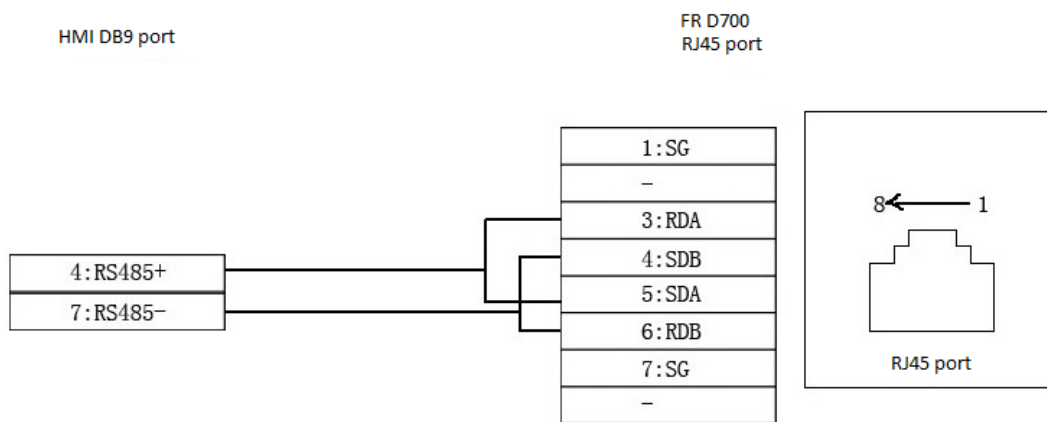 HMI DB9 port
FR D700
RJ45 port
1:SG
-
3:RDA
4:SDB
5:SDA
6:RDB
7:SG
-
4:RS485+
7:RS485-
8 1
RJ45 port